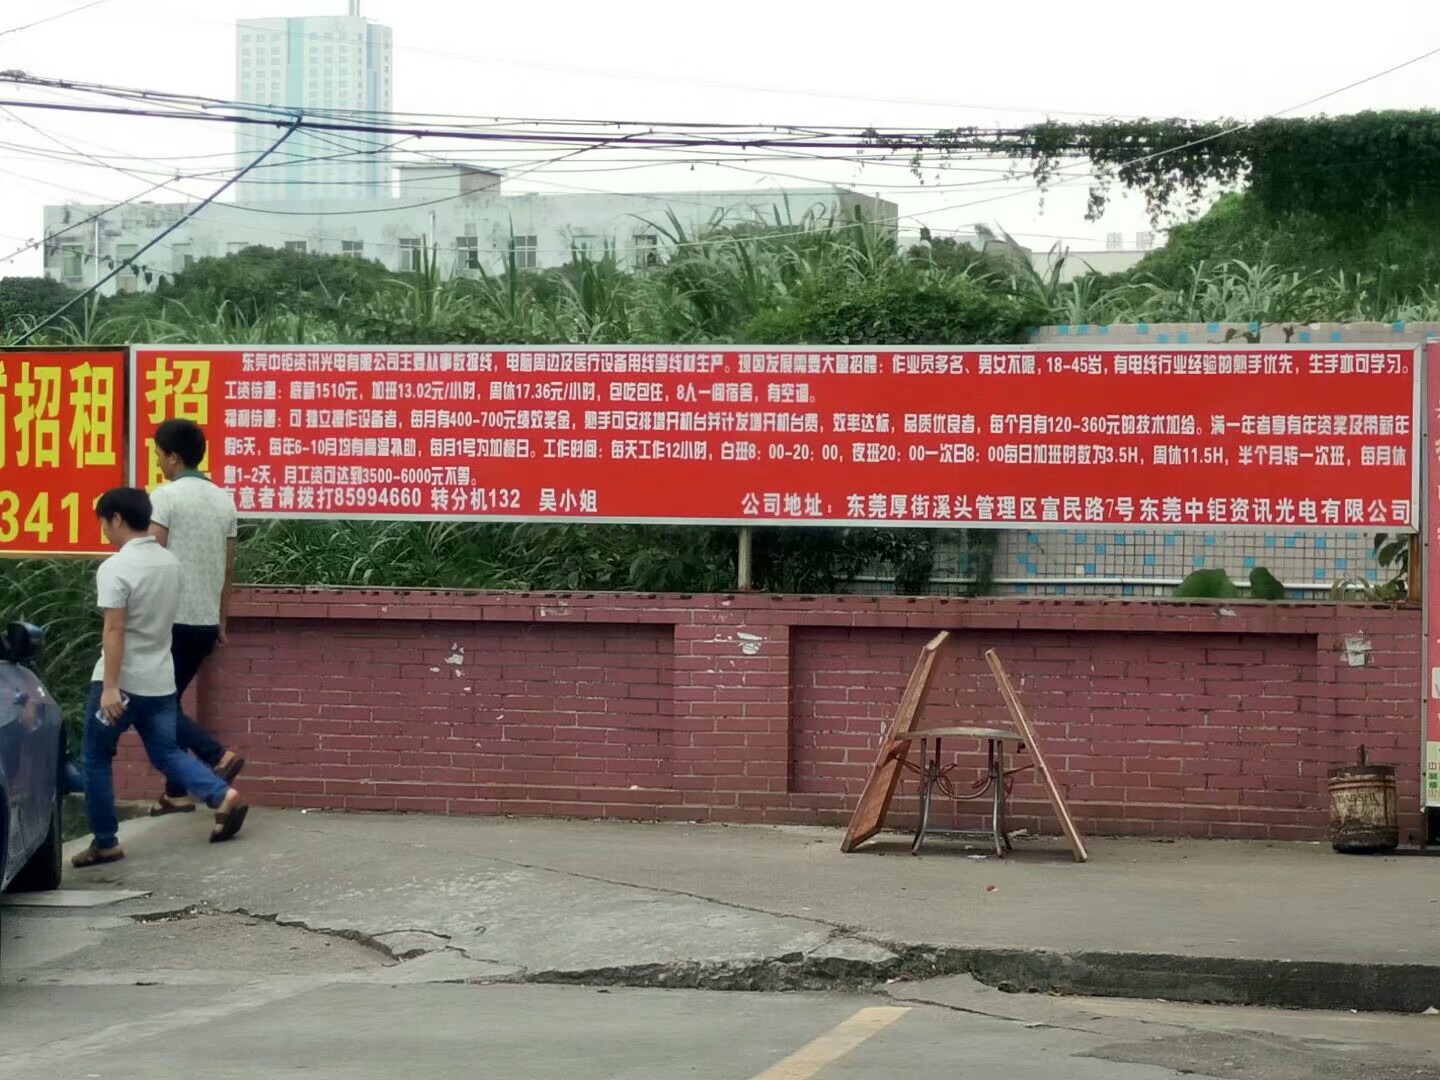 招租
3411
招
东莞中钜资讯光电有限公司主要从事数据线，电脑周边及医疗设备用线等线材生产。现因发展需要大量招聘：作业员多名、男女不限，18-45岁，有电线行业经验的熟手优先，生手亦可学习。
工资待遇：底薪1510元，加班13.02元/小时，周休17.36元/小时，包吃包住，8人一间宿舍，有空调。
福利待遇：可 独立操作设备者，每月有400-700元绩效奖金，熟手可安排增开机台并计发增开机台费，效率达标，品质优良者，每个月有120-360元的技术加给。满一年者享有年资奖及带薪年
假5天，每年6-10月均有高温补助，每月1号为加餐日。工作时间：每天工作12小时，白班8：00-20：00，夜班20：00一次日8：00每日加班时数为3.5H，周休11.5H，半个月转一次班，每月休
息1-2天，月工资可达到3500-6000元不等。
有意者请拨打85994660 转分机132 吴小姐
公司地址：东莞厚街溪头管理区富民路7号东莞中钜资讯光电有限公司